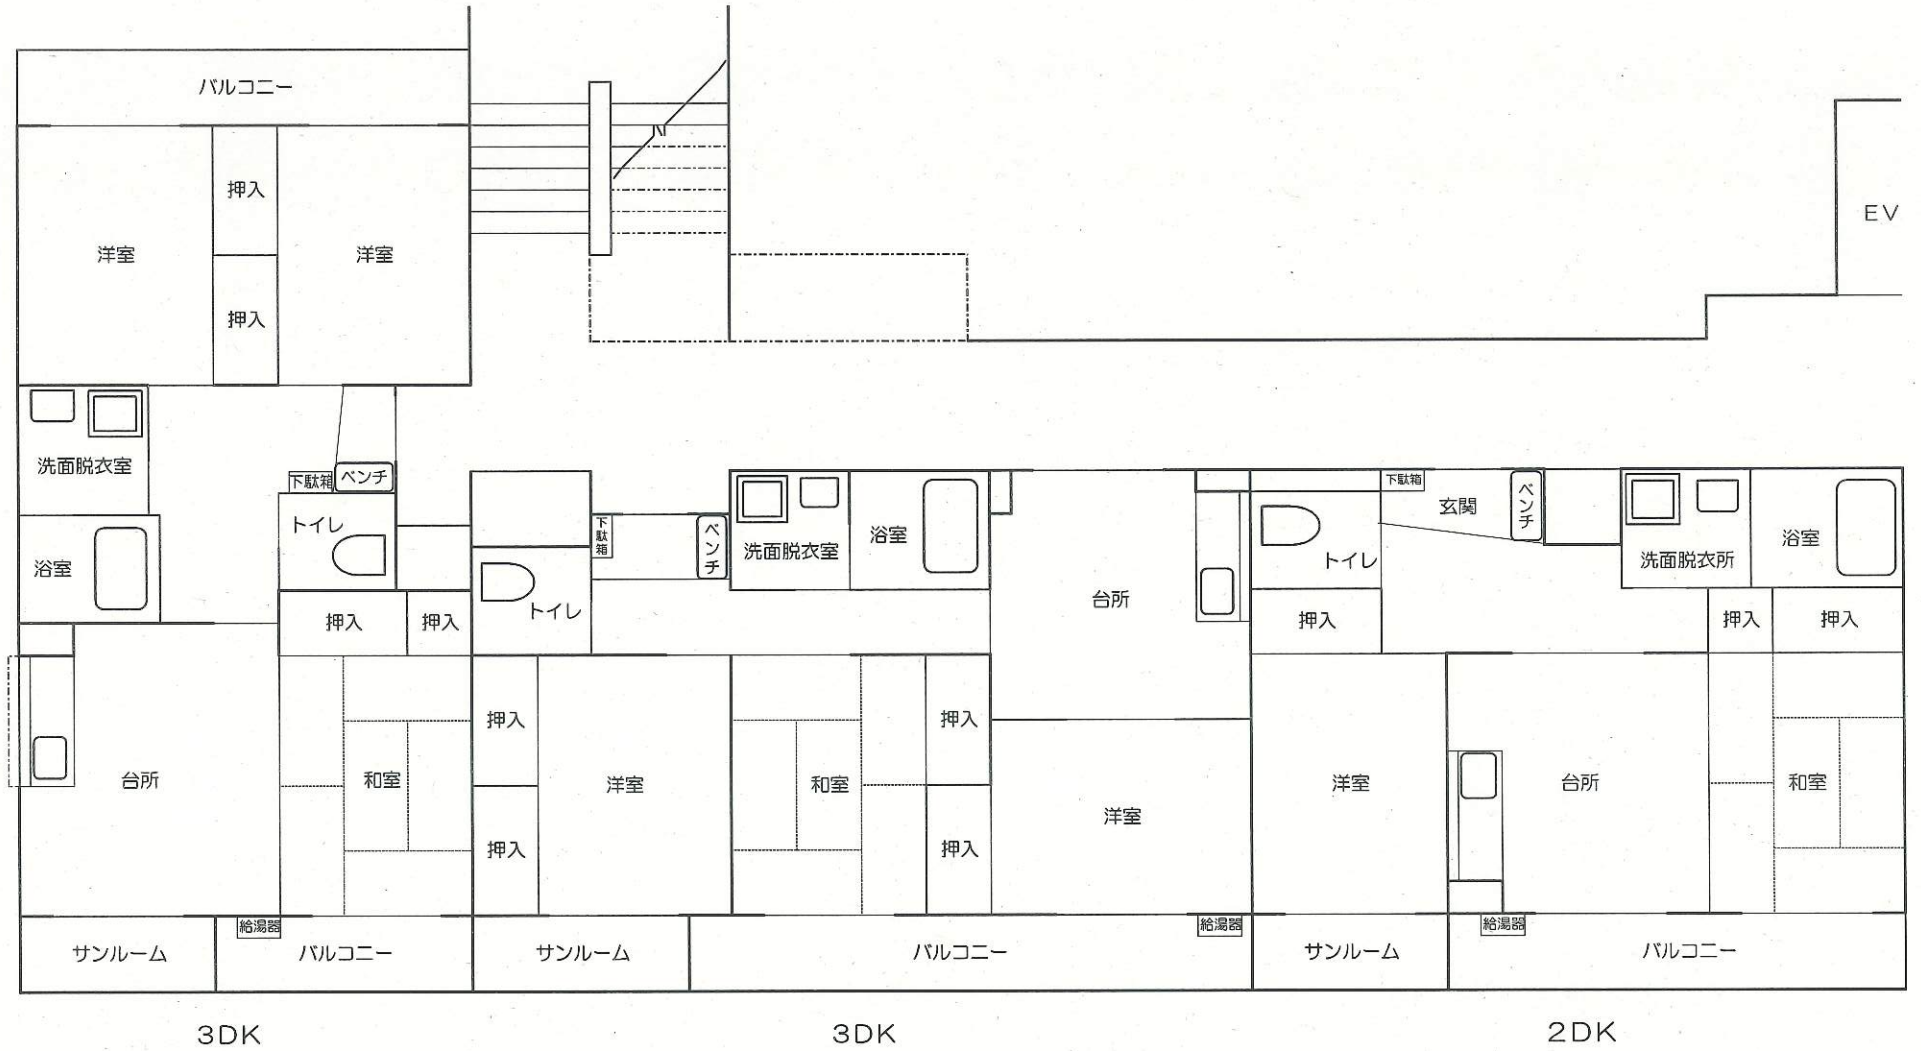 バルコニー
押入
洋室
洋室
押入
EV
洗面脱衣室
下駄箱
ベンチ
トイレ
浴室
押入
押入
台所
和室
給湯器
サンルーム
バルコニー
3DK
下駄箱
ベンチ
トイレ
洗面脱衣室
浴室
台所
押入
洋室
押入
和室
押入
押入
洋室
給湯器
サンルーム
バルコニー
3DK
下駄箱
玄関
ベンチ
トイレ
洗面脱衣所
浴室
押入
押入
押入
洋室
台所
和室
給湯器
サンルーム
バルコニー
2DK